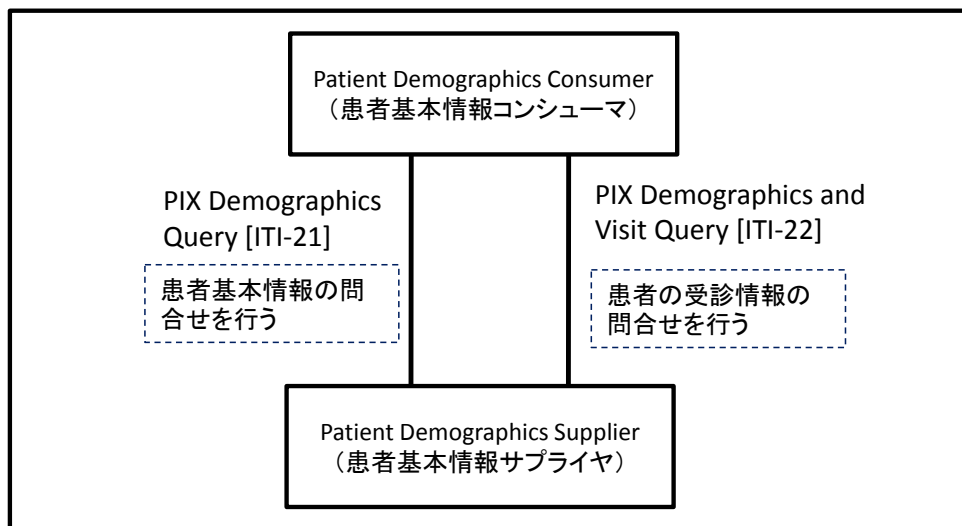 Patient Demographics Consumer
（患者基本情報コンシューマ）
PIX Demographics
Query [ITI-21]
患者基本情報の問
合せを行う
PIX Demographics and
Visit Query [ITI-22]
患者の受診情報の
問合せを行う
Patient Demographics Supplier
（患者基本情報サプライヤ）